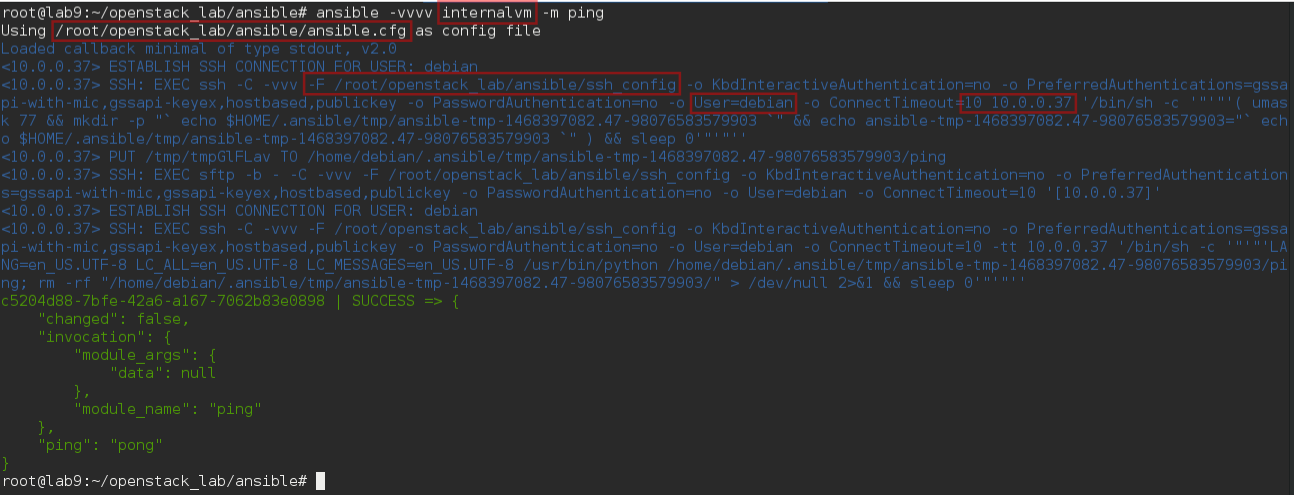 root@lab9:~/openstack_lab/ansible# ansible -vvvv internalvm -m ping
Using /root/openstack_lab/ansible/ansible.cfg as config file
Loaded callback minimal of type stdout, v2.0
<10.0.0.37> ESTABLISH SSH CONNECTION FOR USER: debian
<10.0.0.37> SSH: EXEC ssh -C -vvv -F /root/openstack_lab/ansible/ssh_config -o KbdInteractiveAuthentication=no -o PreferredAuthentications=gssa
pi-with-mic,gssapi-keyex,hostbased,publickey -o PasswordAuthentication=no -o User=debian -o ConnectTimeout=10 10.0.0.37 '/bin/sh -c '"'"'( umas
k 77 && mkdir -p "` echo $HOME/.ansible/tmp/ansible-tmp-1468397082.47-98076583579903 `" && echo ansible-tmp-1468397082.47-98076583579903="` ech
o $HOME/.ansible/tmp/ansible-tmp-1468397082.47-98076583579903 `" ) && sleep 0'"'"''
<10.0.0.37> PUT /tmp/tmpGlFLav TO /home/debian/.ansible/tmp/ansible-tmp-1468397082.47-98076583579903/ping
<10.0.0.37> SSH: EXEC sftp -b - -C -vvv -F /root/openstack_lab/ansible/ssh_config -o KbdInteractiveAuthentication=no -o PreferredAuthentication
s=gssapi-with-mic,gssapi-keyex,hostbased,publickey -o PasswordAuthentication=no -o User=debian -o ConnectTimeout=10 '[10.0.0.37]'
<10.0.0.37> ESTABLISH SSH CONNECTION FOR USER: debian
<10.0.0.37> SSH: EXEC ssh -C -vvv -F /root/openstack_lab/ansible/ssh_config -o KbdInteractiveAuthentication=no -o PreferredAuthentications=gssa
pi-with-mic,gssapi-keyex,hostbased,publickey -o PasswordAuthentication=no -o User=debian -o ConnectTimeout=10 -tt 10.0.0.37 '/bin/sh -c '"'"'LA
NG=en_US.UTF-8 LC_ALL=en_US.UTF-8 LC_MESSAGES=en_US.UTF-8 /usr/bin/python /home/debian/.ansible/tmp/ansible-tmp-1468397082.47-98076583579903/pi
ng; rm -rf "/home/debian/.ansible/tmp/ansible-tmp-1468397082.47-98076583579903/" > /dev/null 2>&1 && sleep 0'"'"''
c5204d88-7bfe-42a6-a167-7062b83e0898 | SUCCESS => {
    "changed": false,
    "invocation": {
        "module_args": {
            "data": null
        },
        "module_name": "ping"
    },
    "ping": "pong"
}
root@lab9:~/openstack_lab/ansible#